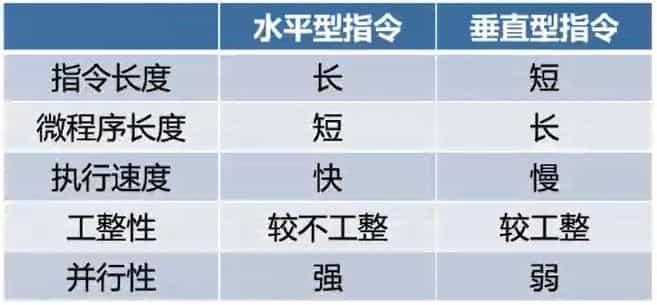 水平型指令 垂直型指令
指令长度 长 短
微程序长度 短 长
执行速度 快 慢
工整性 较不工整 较工整
并行性 强 弱